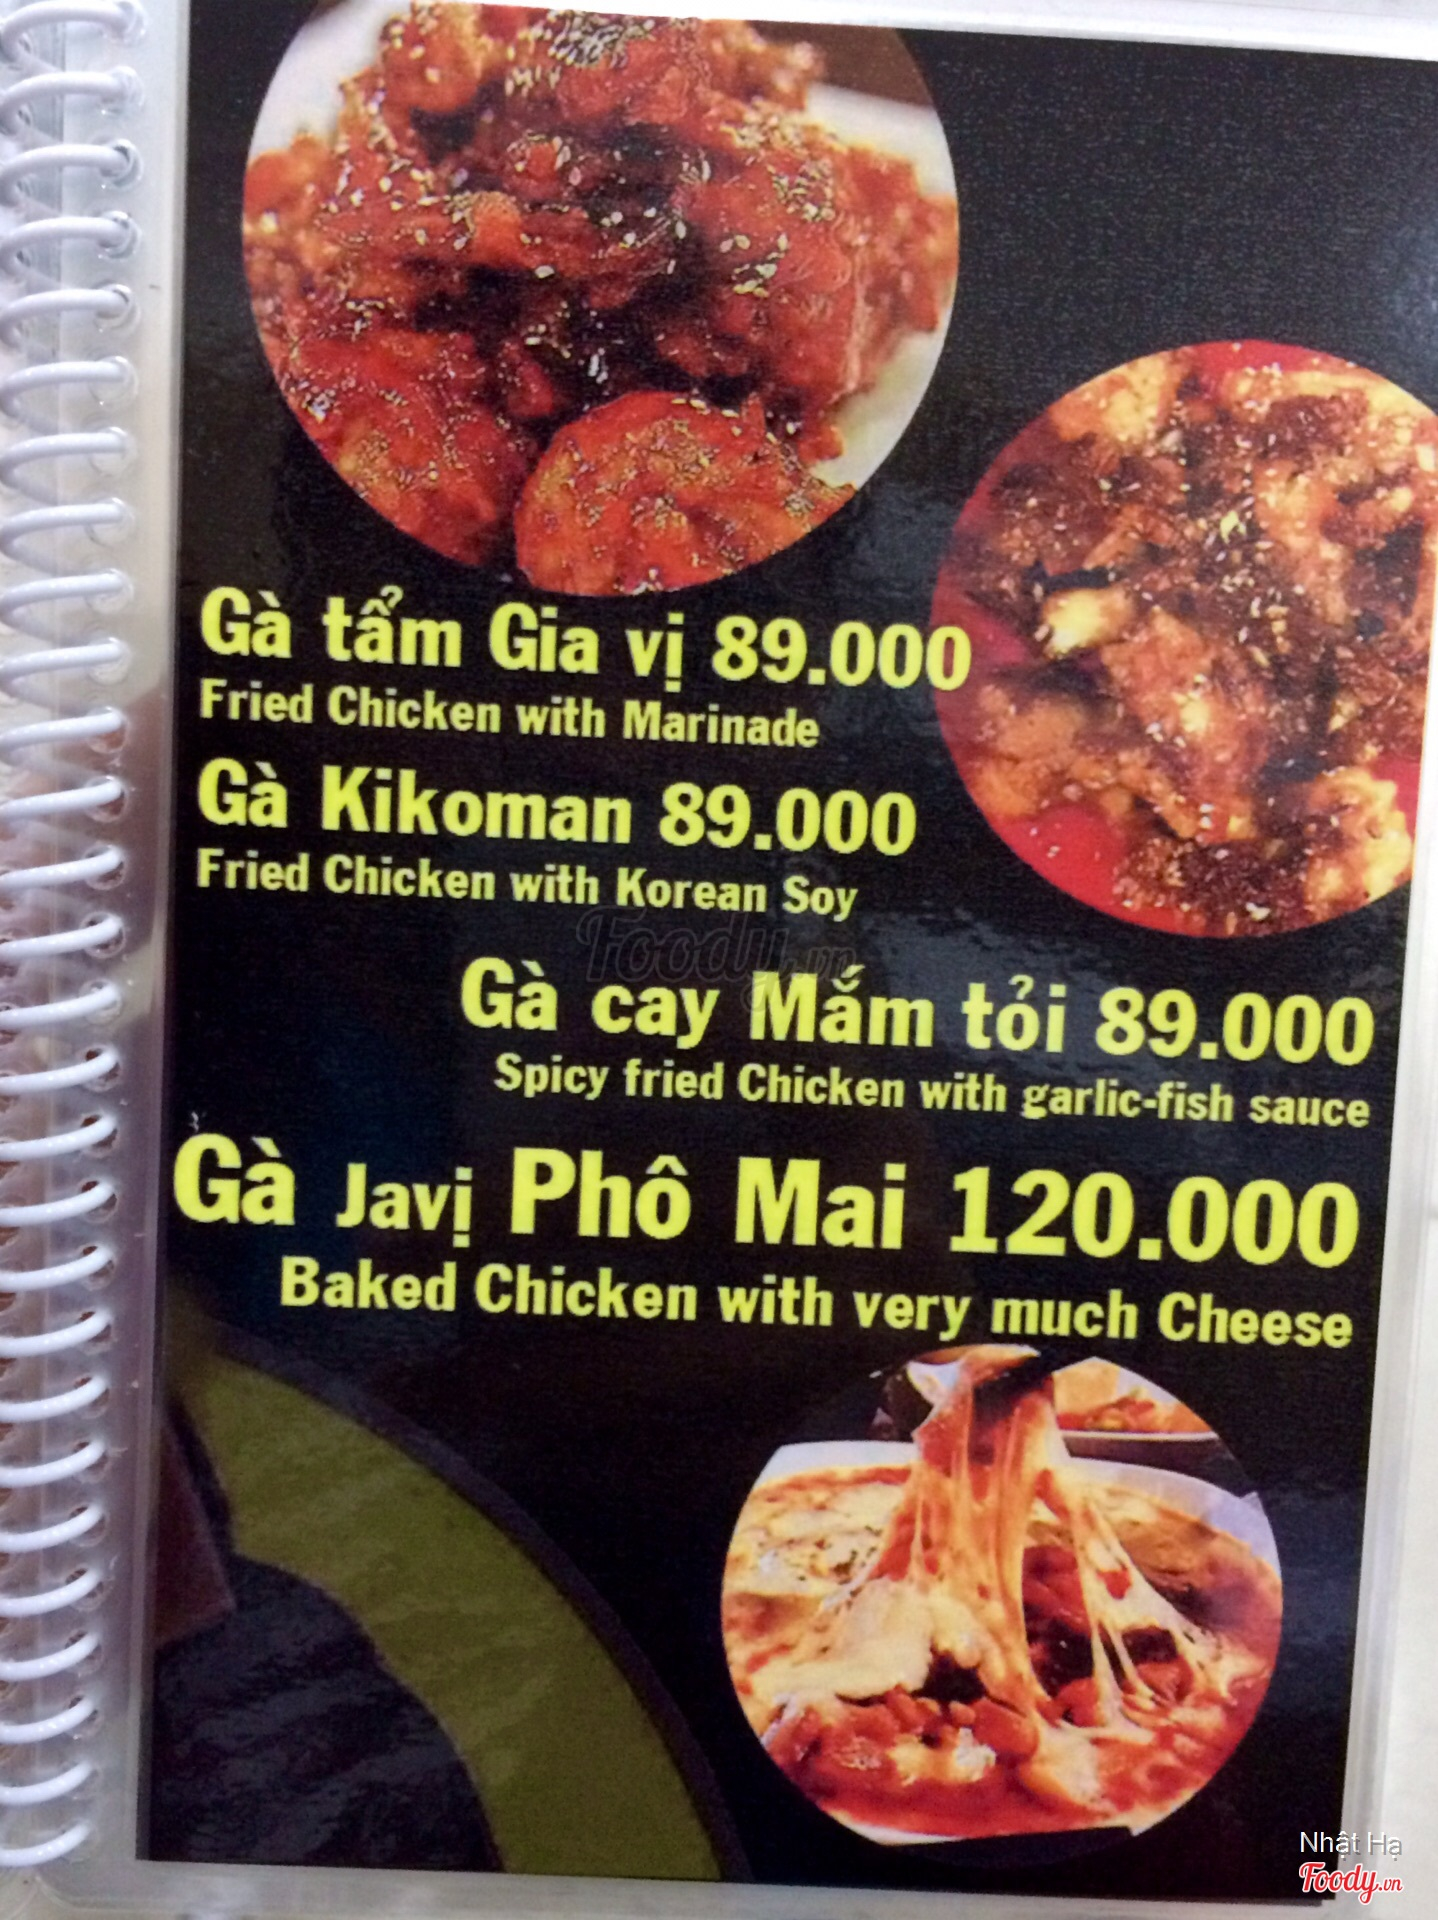 Gà tẩm Gia vị 89.000
Fried Chicken with Marinade
Gà Kikoman 89.000
Fried Chicken with Korean Soy
Foody.vn
Gà cay Mắm tỏi 89.000
Spicy fried Chicken with garlic-fish sauce
Gà Javị Phô Mai 120.000
Baked Chicken with very much Cheese
Nhật Hạ
Foody.vn